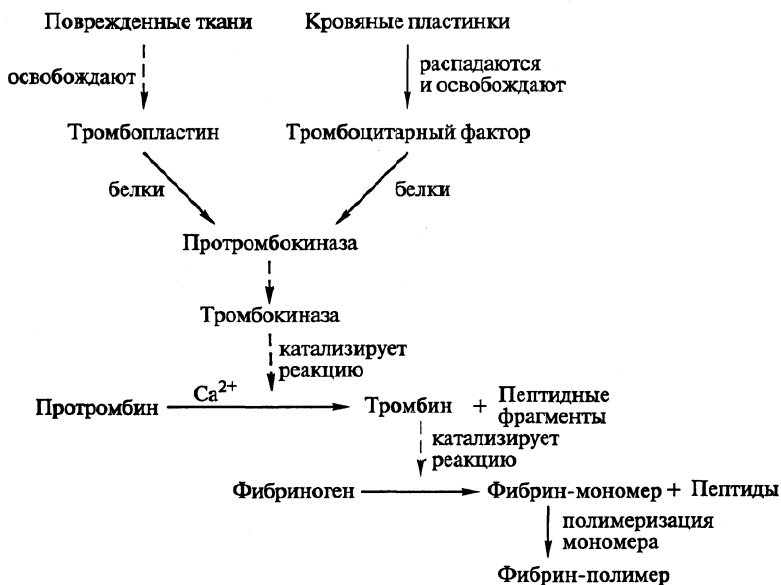 Поврежденные ткани
Кровяные пластинки
освобождают
распадаются
и освобождают
Тромбопластин
Тромбоцитарный фактор
белки
белки
Протромбокиназа
Тромбокиназа
катализирует
реакцию
Протромбин
Ca²⁺
Тромбин + Пептидные
фрагменты
катализирует
реакцию
Фибриноген
Фибрин-мономер + Пептиды
полимеризация
мономера
Фибрин-полимер